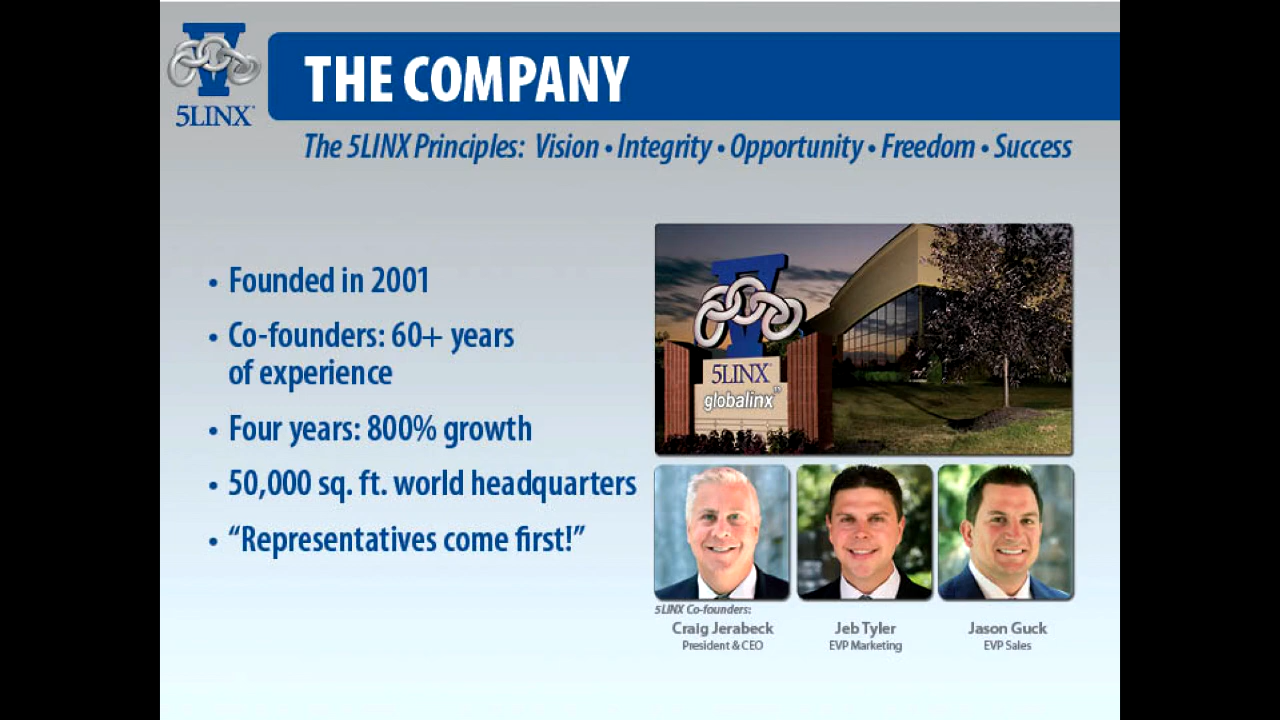 5LINX
THE COMPANY
The 5LINX Principles: Vision • Integrity • Opportunity • Freedom • Success
• Founded in 2001
• Co-founders: 60+ years
of experience
• Four years: 800% growth
• 50,000 sq. ft. world headquarters
• “Representatives come first!”
5LINX
globalinx
5LINX Co-founders:
Craig Jerabeck
President & CEO
Jeb Tyler
EVP Marketing
Jason Guck
EVP Sales